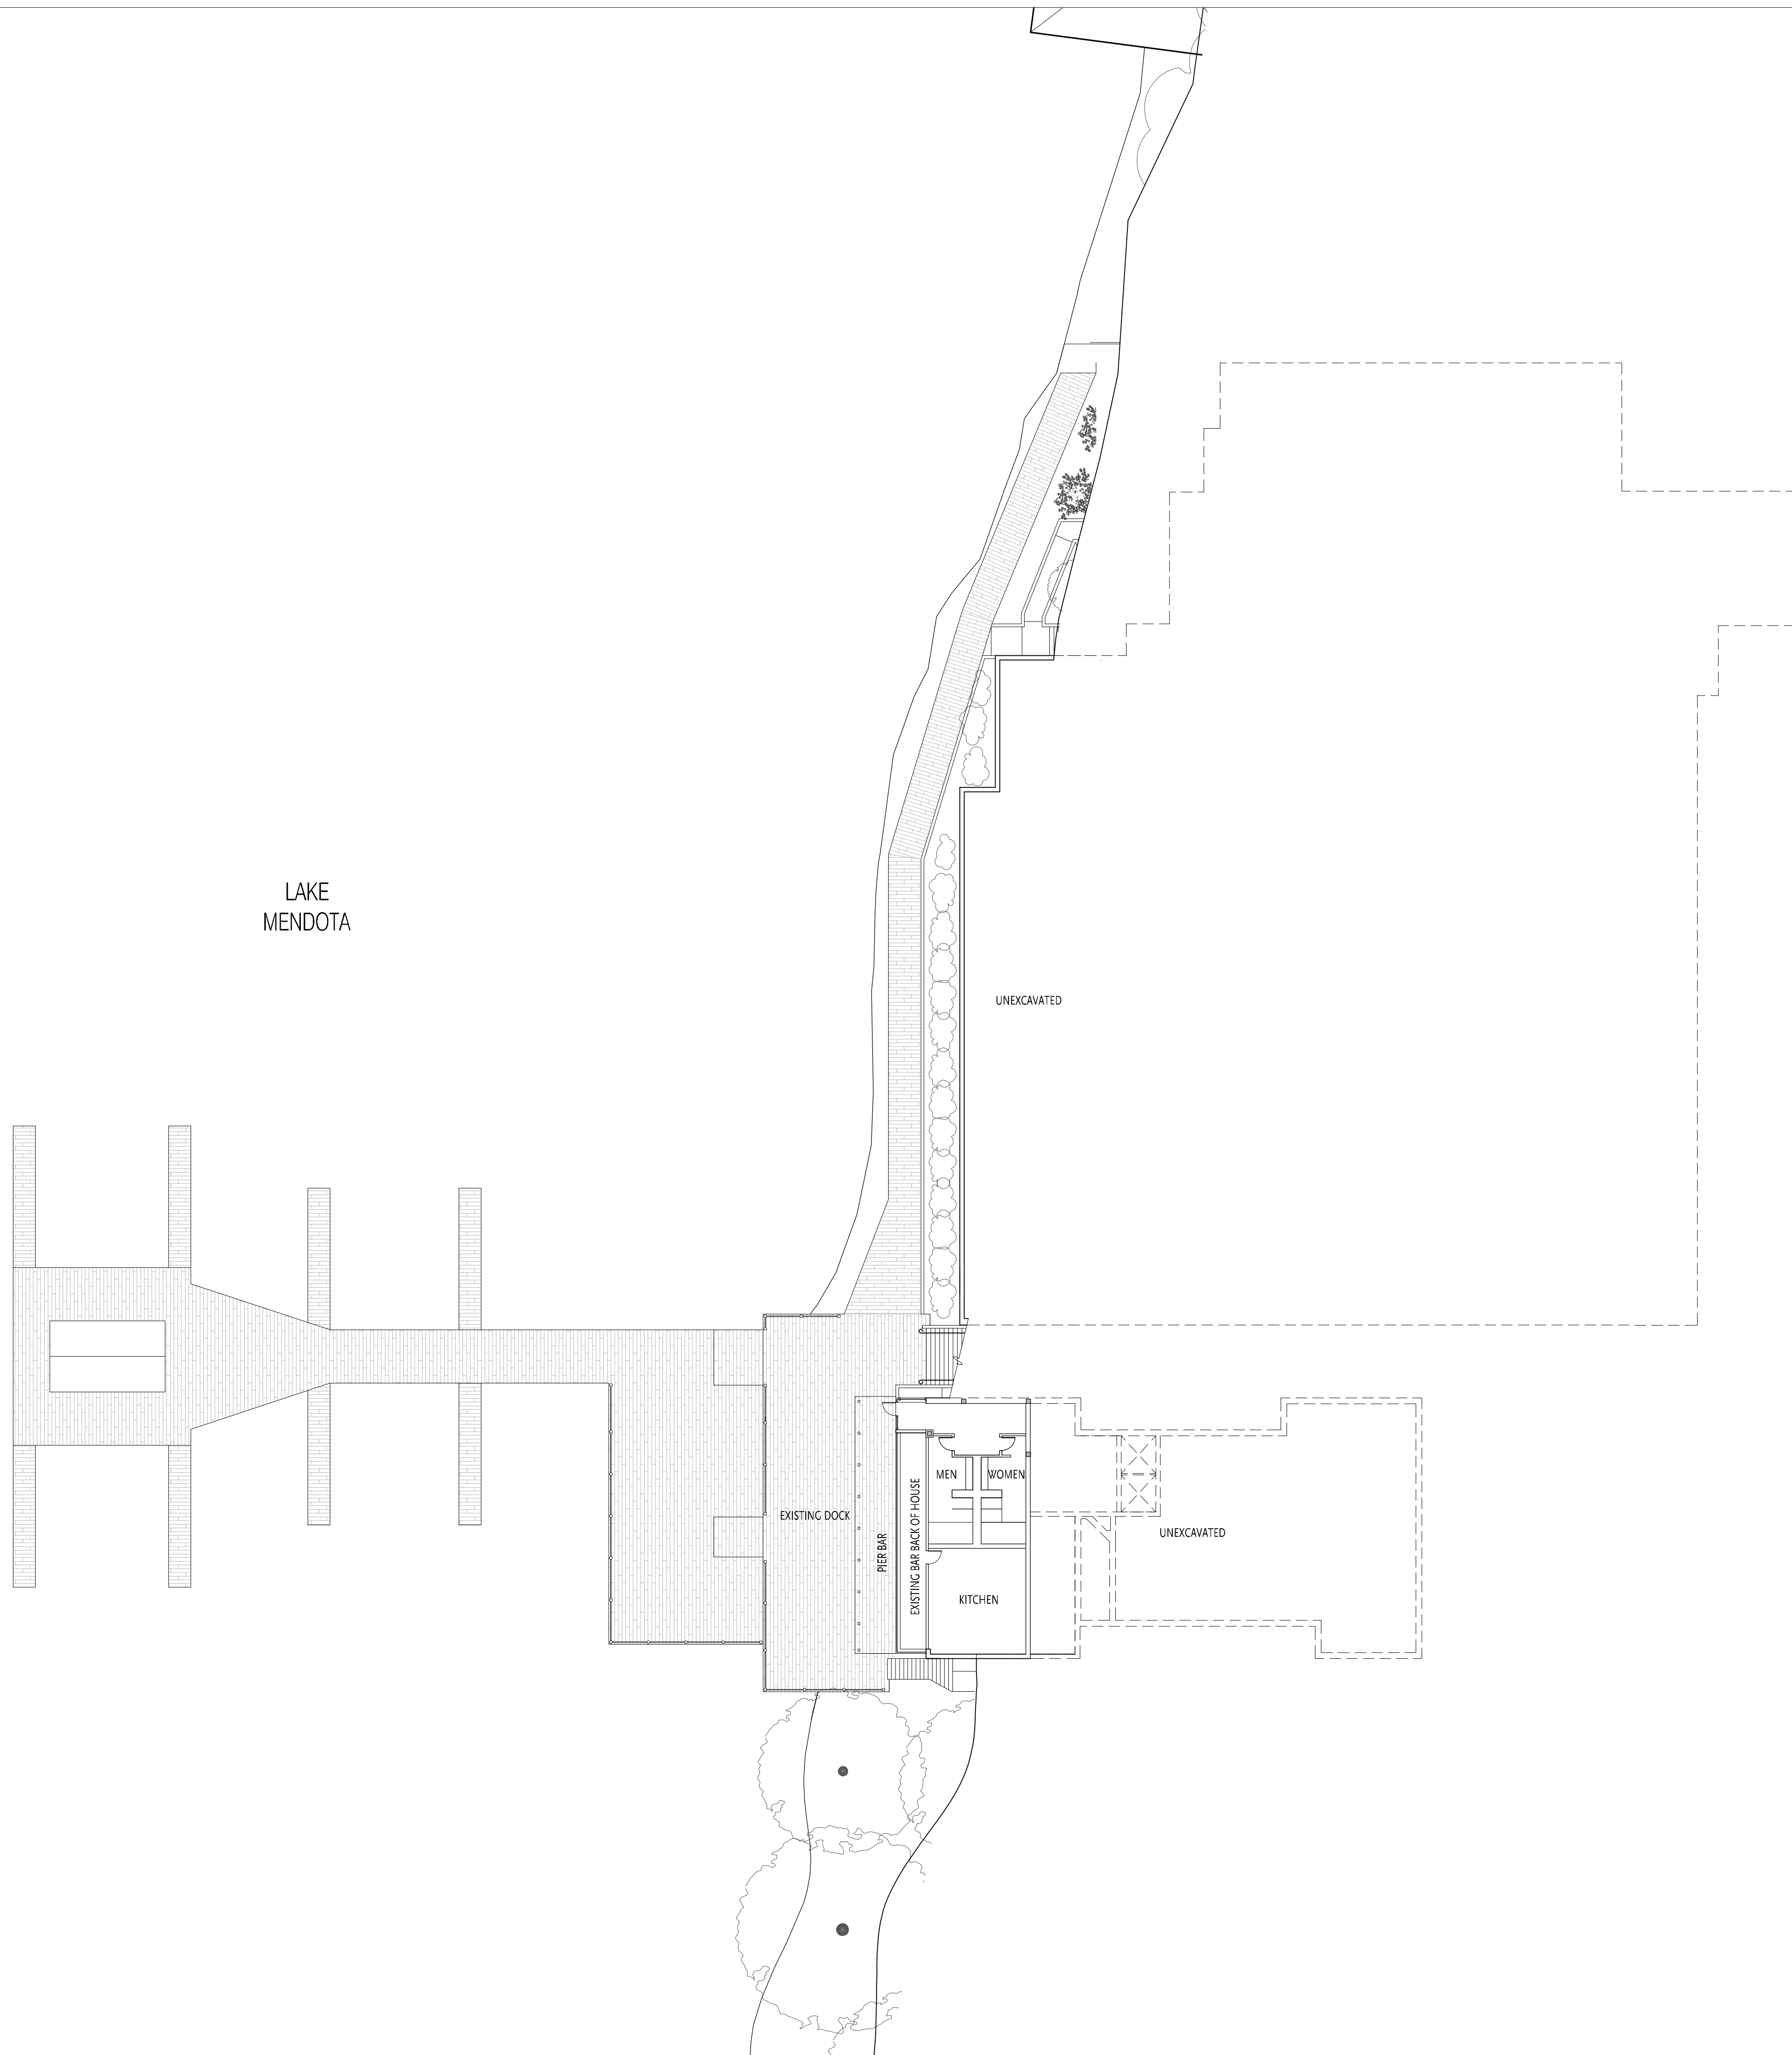 LAKE
MENDOTA
UNEXCAVATED
MEN
WOMEN
EXISTING DOCK
PIER BAR
EXISTING BAR BACK OF HOUSE
UNEXCAVATED
KITCHEN